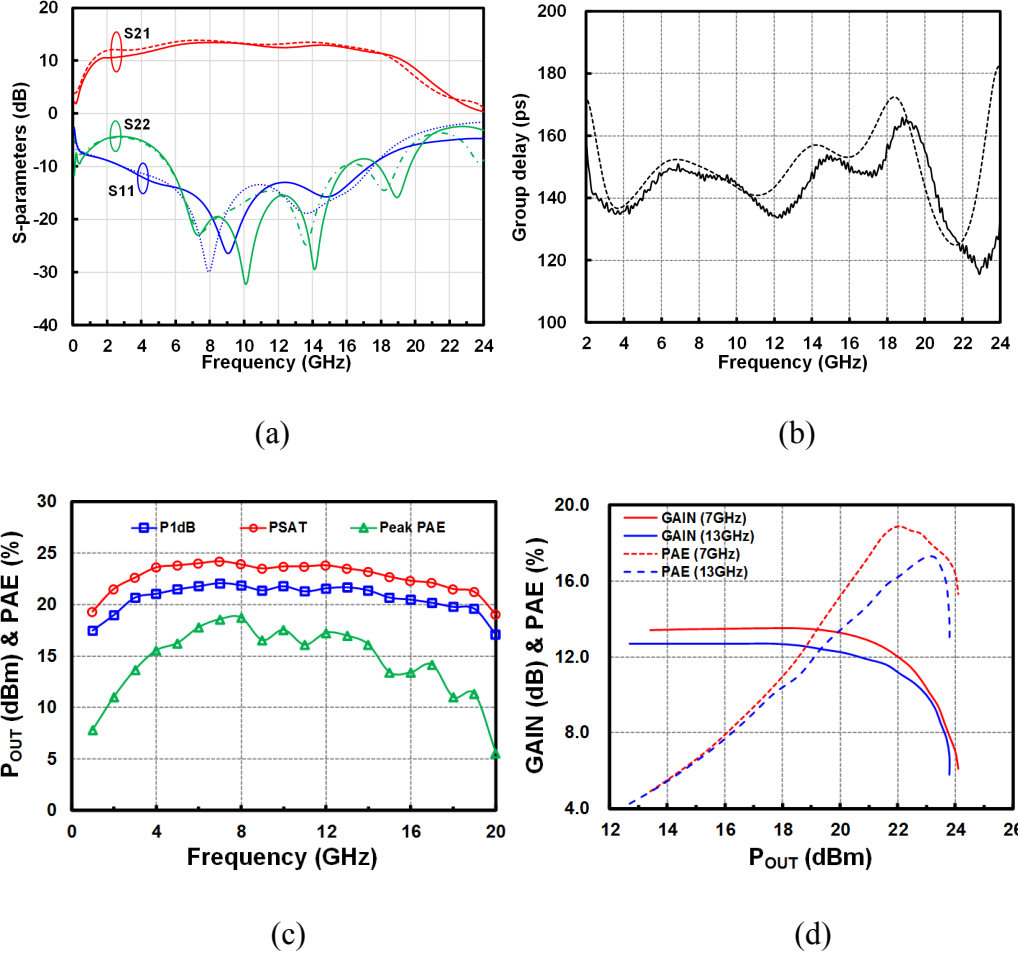 20
10
0
-10
-20
-30
-40
S-parameters (dB)
S21
S22
S11
0 2 4 6 8 10 12 14 16 18 20 22 24
Frequency (GHz)
(a)
200
180
160
140
120
100
Group delay (ps)
2 4 6 8 10 12 14 16 18 20 22 24
Frequency (GHz)
(b)
30
25
20
15
10
5
0
POUT (dBm) & PAE (%)
P1dB PSAT Peak PAE
0 4 8 12 16 20
Frequency (GHz)
(c)
20.0
16.0
12.0
8.0
4.0
GAIN (dB) & PAE (%)
GAIN (7GHz)
GAIN (13GHz)
PAE (7GHz)
PAE (13GHz)
12 14 16 18 20 22 24 26
POUT (dBm)
(d)